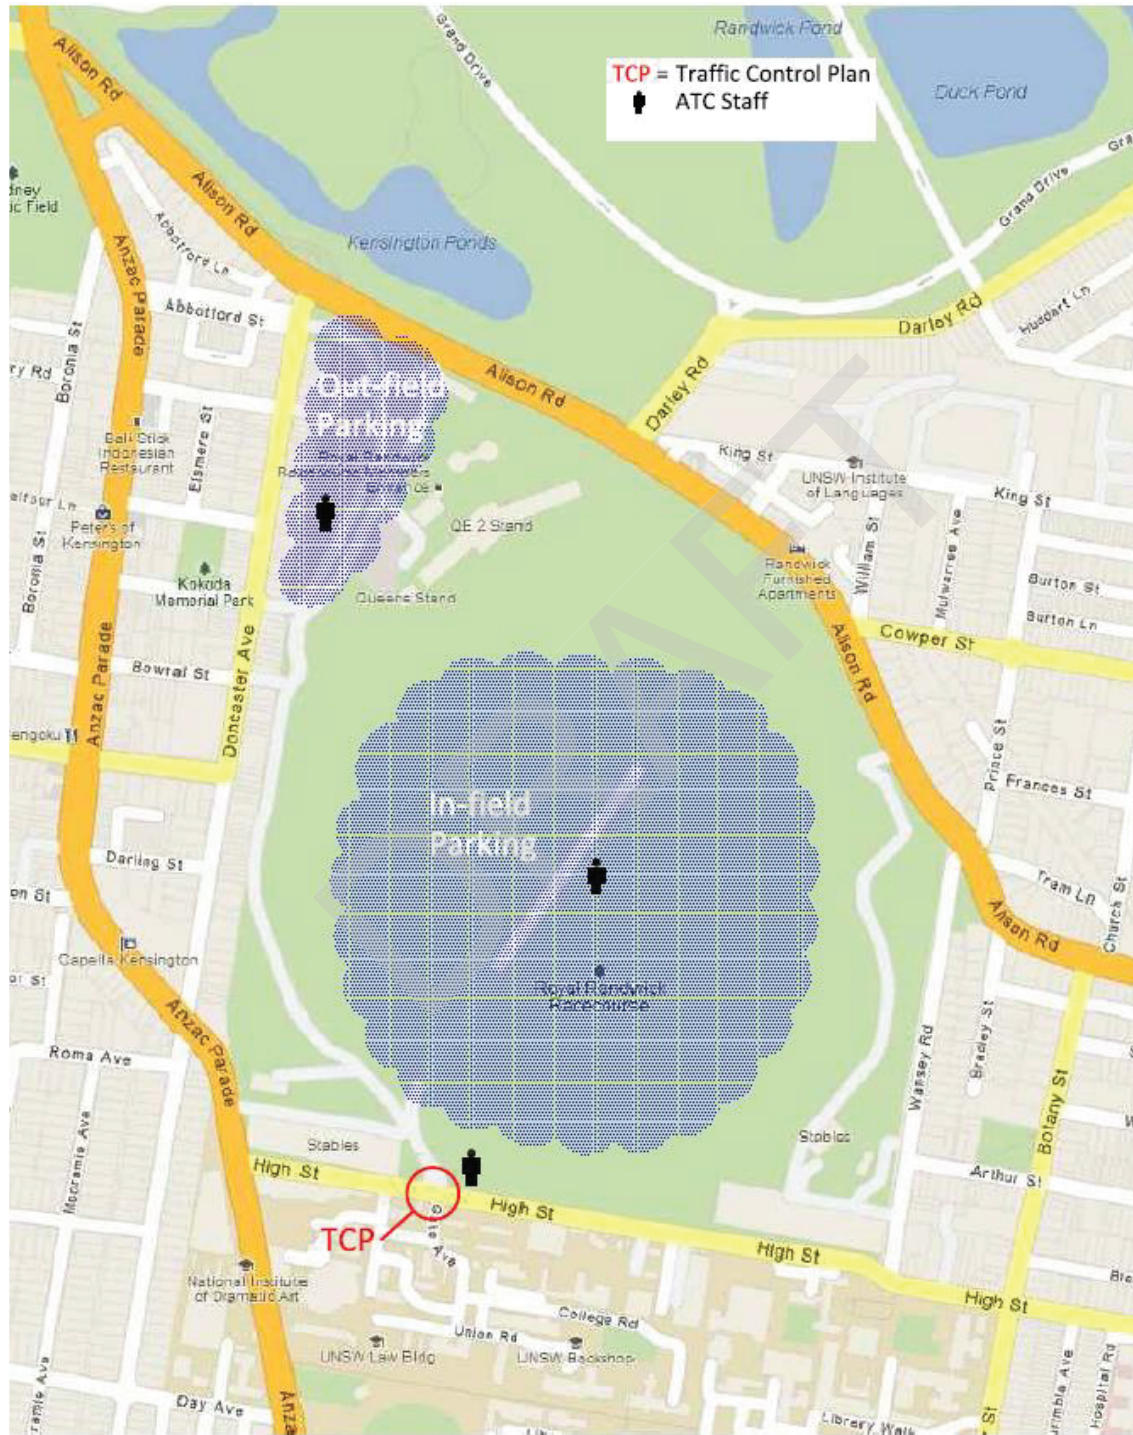 Alison Rd
Grand Drive
Randwick Pond
TCP = Traffic Control Plan
ATC Staff
Duck Pond
Grand Drive
Alison Rd
Kensington Ponds
Abbotford Ln
Anzac Parade
Abbotford St
Boronia St
Darley Rd
Huddart Ln
Alison Rd
Darley Rd
Out-field
Parking
Elsmere St
Indonesian
Restaurant
King St
UNSW Institute
of Languages
King St
Peters of
Kensington
QE 2 Stand
William St
Mulwarree Ave
Randwick
Furnished
Apartments
Burton St
Burton Ln
Kokoda
Memorial Park
Queens Stand
Boronia St
Cowper St
Alison Rd
Bowral St
Doncaster Ave
Anzac Parade
Prince St
Frances St
In-field
Parking
Darling St
Tram Ln
Church St
Alison Rd
Capella Kensington
Royal Randwick
Racecourse
Anzac Parade
Roma Ave
Wansey Rd
Bradley St
Botany St
Stables
Stables
High St
Arthur St
High St
TCP
Gate Ave
High St
High St
National Institute
of Dramatic Art
College Rd
Union Rd
UNSW Law Bldg
UNSW Bookshop
Day Ave
Library Walk
Hospital Rd